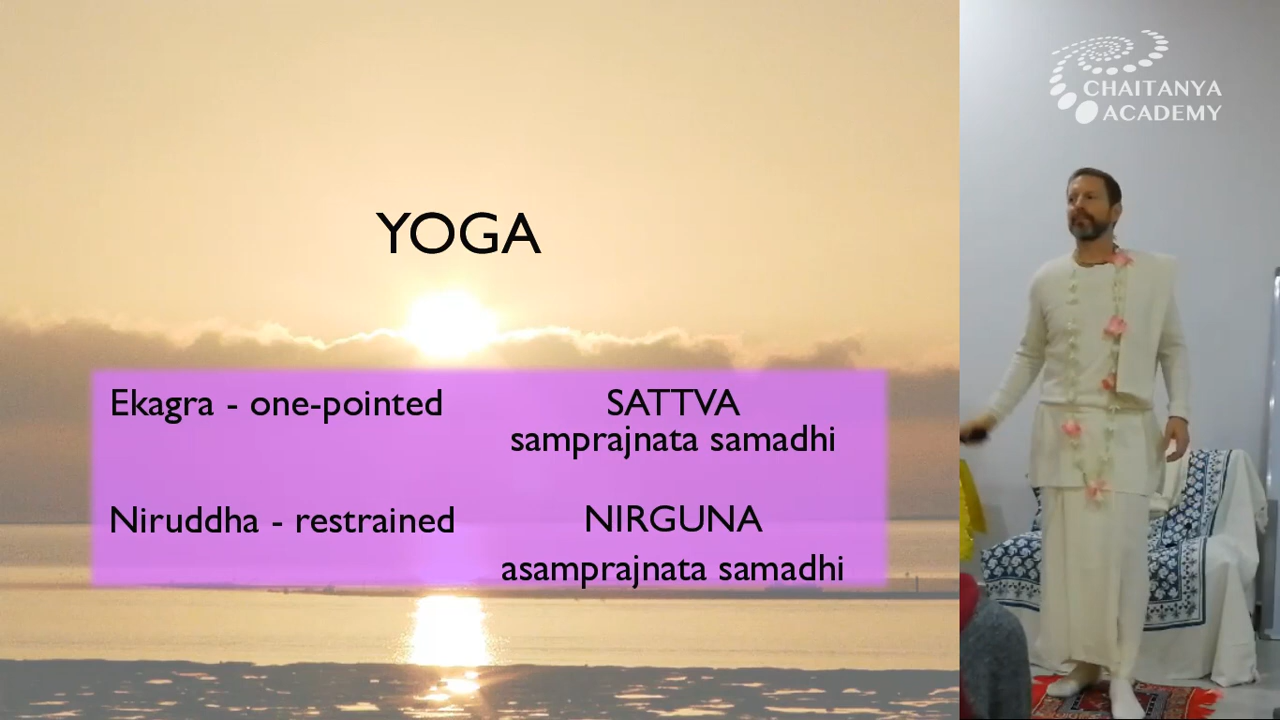 YOGA
Ekagra - one-pointed
SATTVA
samprajnata samadhi
Niruddha - restrained
NIRGUNA
asamprajnata samadhi
CHAITANYA
ACADEMY